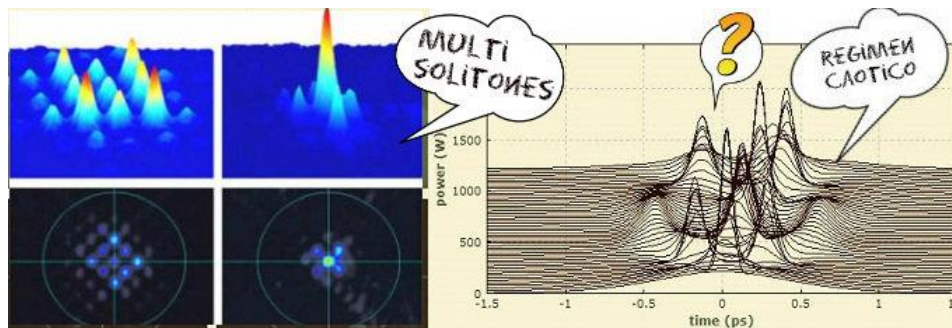 MULTI
SOLITONES
?
REGIMEN
CAOTICO
power (W)
1500
1000
500
0
-1.5
-1
-0.5
0
0.5
1
time (ps)